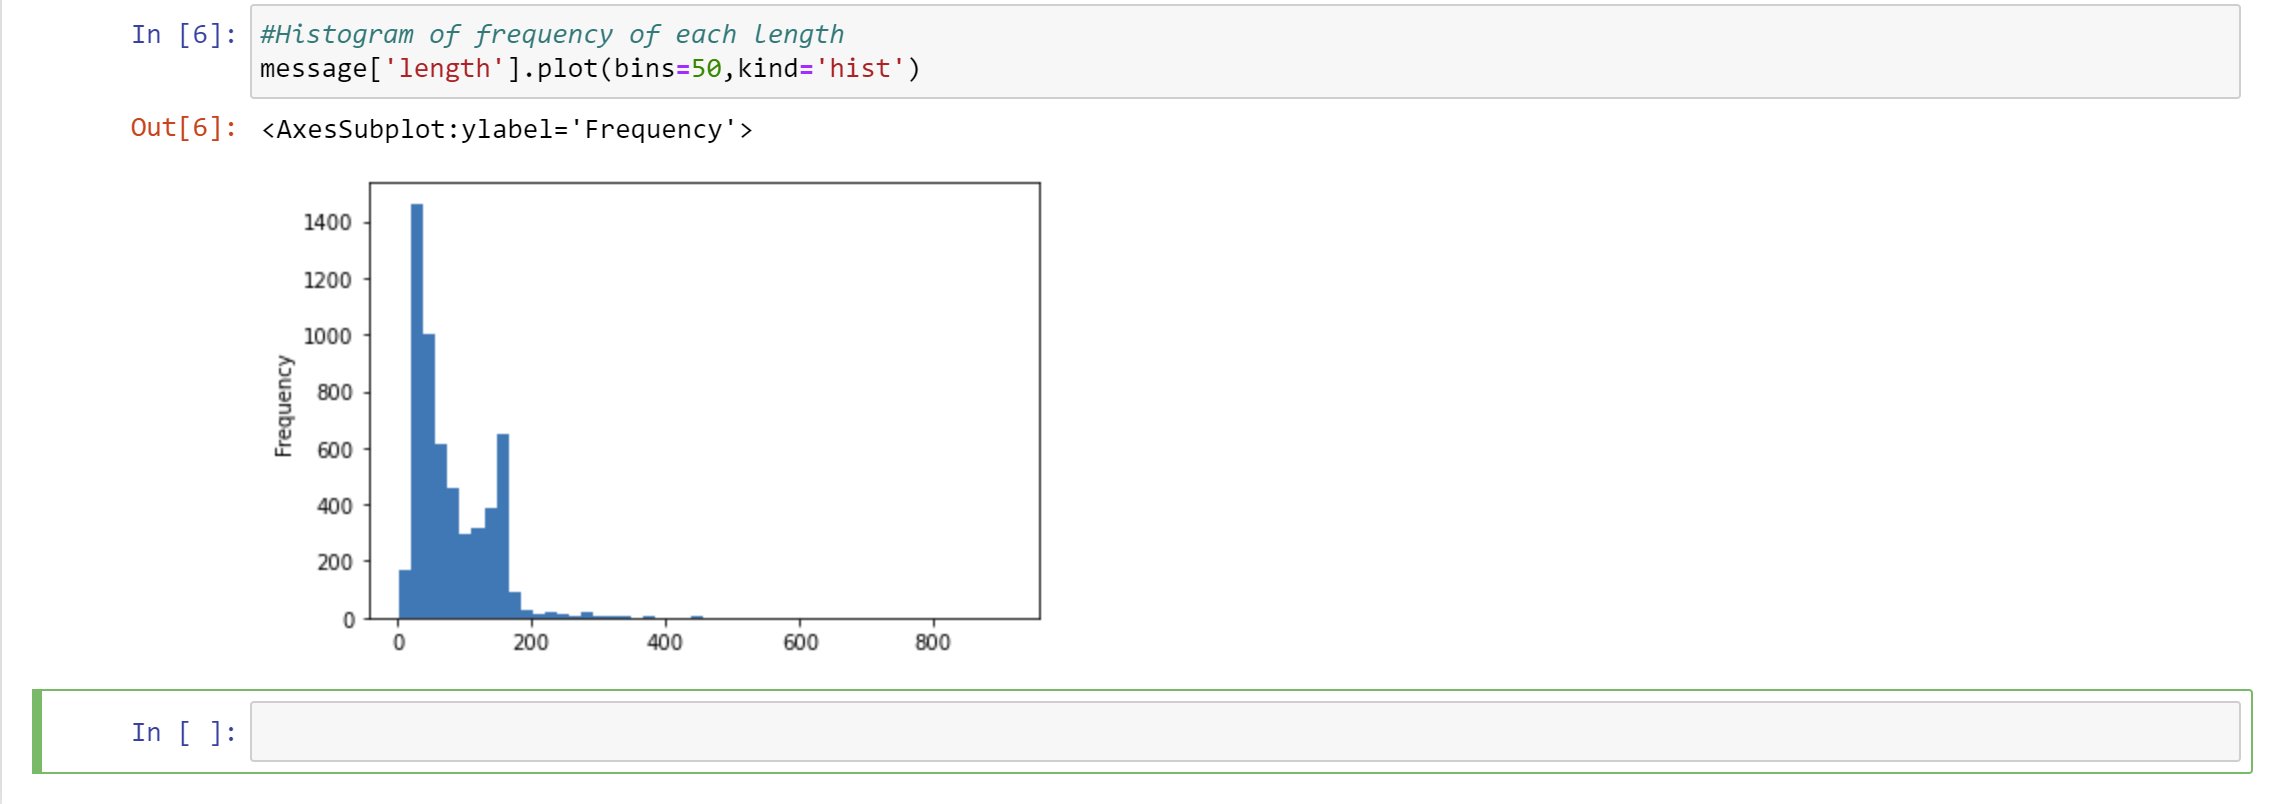 In [6]:
#Histogram of frequency of each length
message['length'].plot(bins=50,kind='hist')
Out[6]:
<AxesSubplot:ylabel='Frequency'>
1400
1200
1000
800
600
400
200
0
Frequency
0 200 400 600 800
In [ ]: